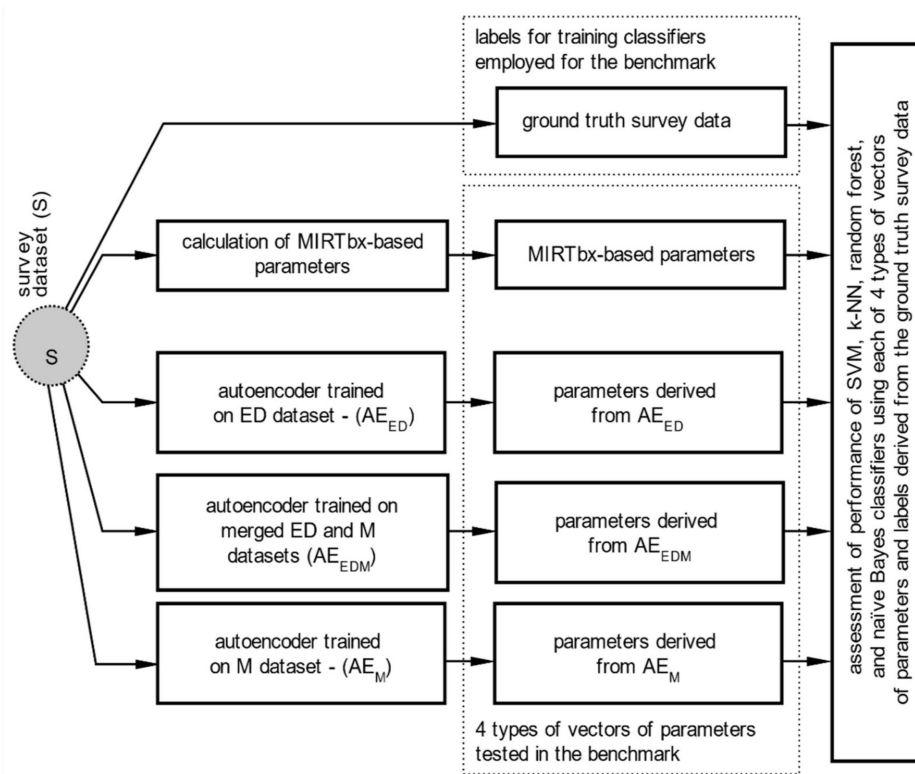 labels for training classifiers
employed for the benchmark
ground truth survey data
survey
dataset (S)
S
calculation of MIRTbx-based
parameters
MIRTbx-based parameters
autoencoder trained
on ED dataset - (AE_ED)
parameters derived
from AE_ED
autoencoder trained on
merged ED and M
datasets (AE_EDM)
parameters derived
from AE_EDM
autoencoder trained
on M dataset - (AE_M)
parameters derived
from AE_M
4 types of vectors of parameters
tested in the benchmark
assessment of performance of SVM, k-NN, random forest,
and naïve Bayes classifiers using each of 4 types of vectors
of parameters and labels derived from the ground truth survey data